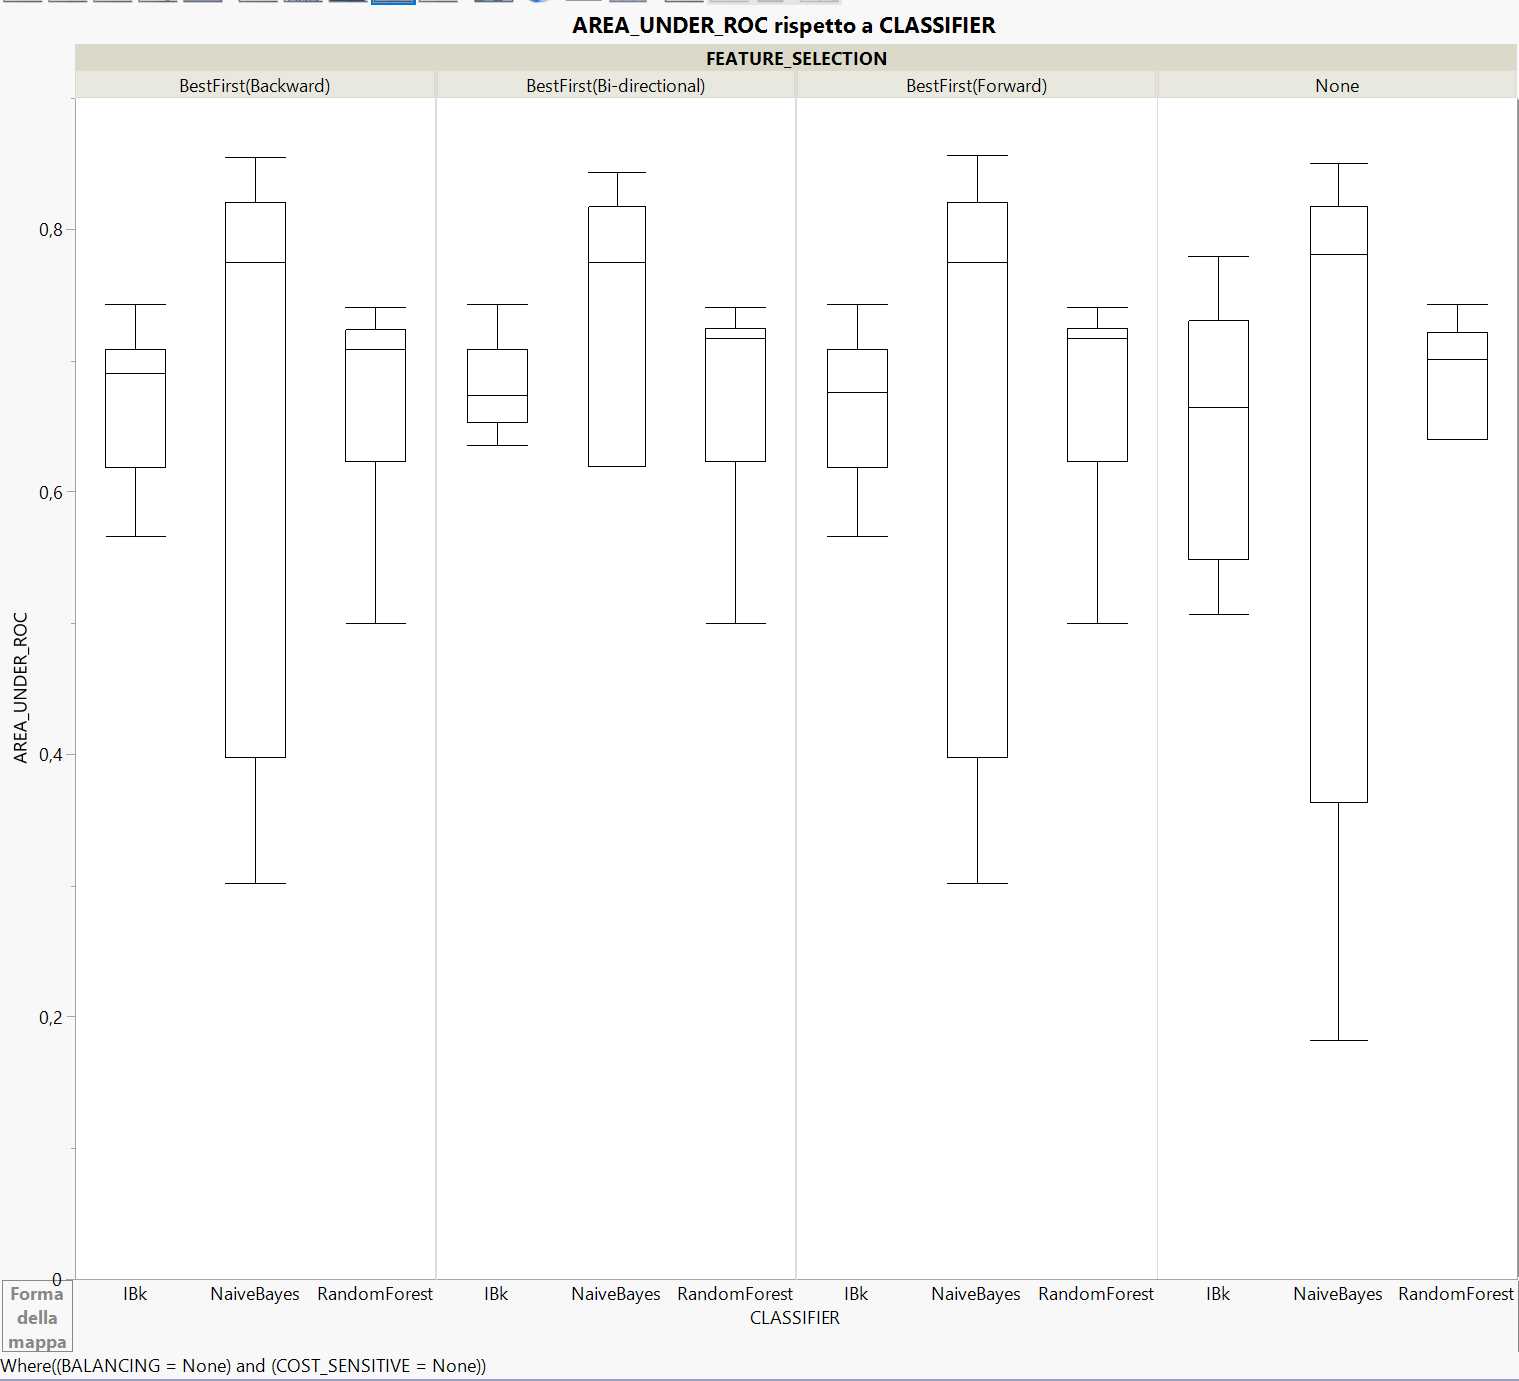 AREA_UNDER_ROC rispetto a CLASSIFIER
FEATURE_SELECTION
BestFirst(Backward) BestFirst(Bi-directional) BestFirst(Forward) None
AREA_UNDER_ROC
0,8
0,6
0,4
0,2
0
IBk NaiveBayes RandomForest IBk NaiveBayes RandomForest IBk NaiveBayes RandomForest IBk NaiveBayes RandomForest
CLASSIFIER
Forma
della
mappa
Where((BALANCING = None) and (COST_SENSITIVE = None))